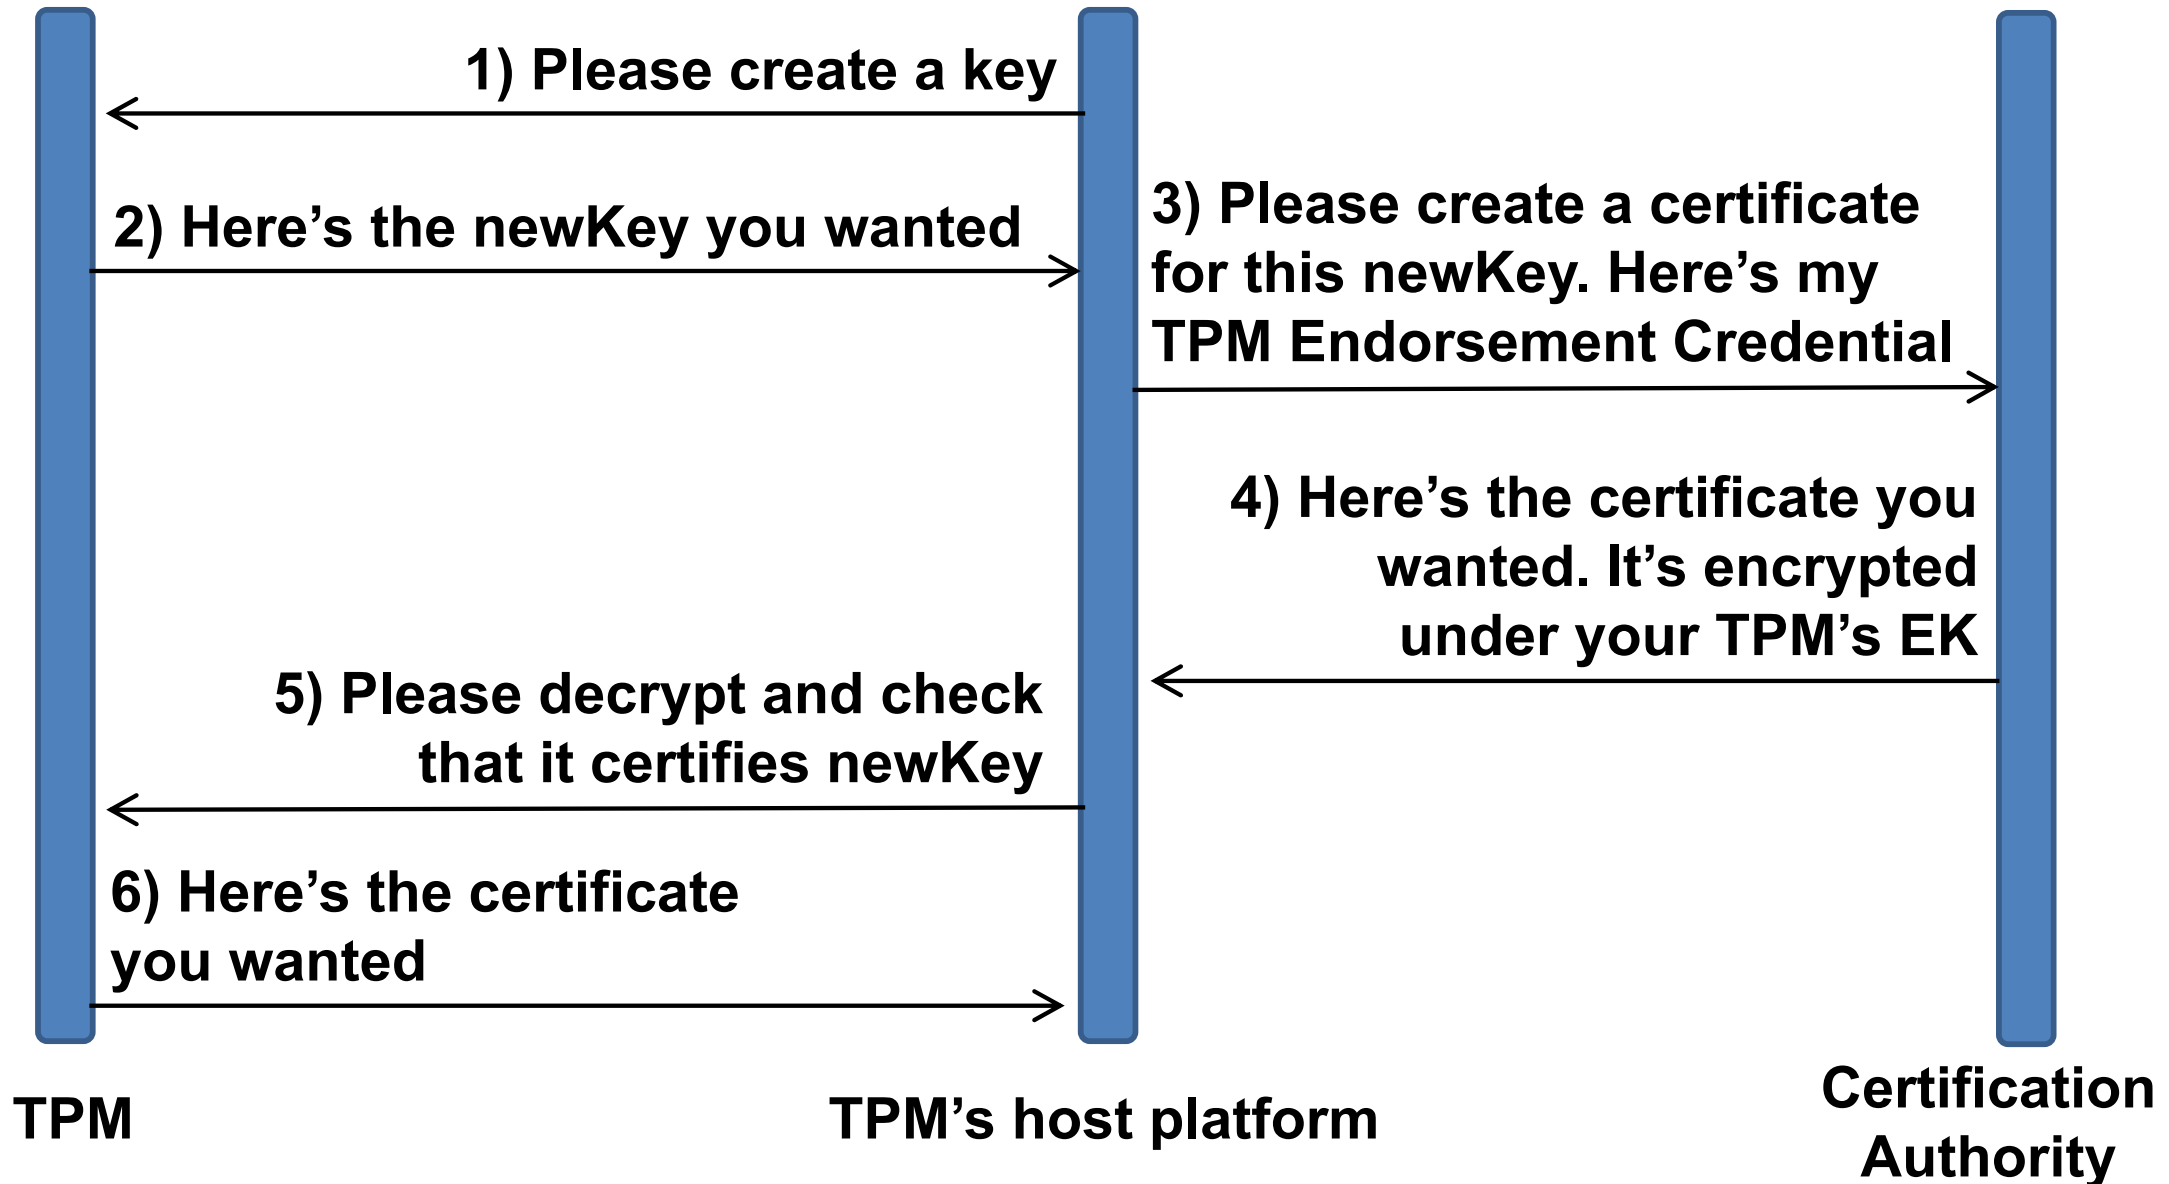 1) Please create a key
2) Here’s the newKey you wanted
3) Please create a certificate
for this newKey. Here’s my
TPM Endorsement Credential
4) Here’s the certificate you
wanted. It’s encrypted
under your TPM’s EK
5) Please decrypt and check
that it certifies newKey
6) Here’s the certificate
you wanted
TPM
TPM’s host platform
Certification
Authority